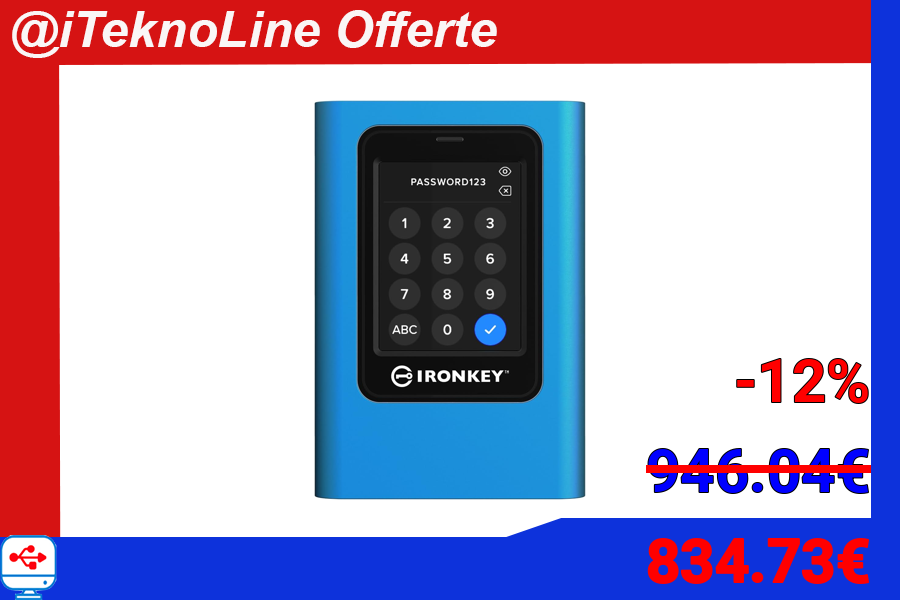 @iTeknoLine Offerte
PASSWORD123
1 2 3
4 5 6
7 8 9
ABC 0
IRONKEY™
-12%
946.04€
834.73€